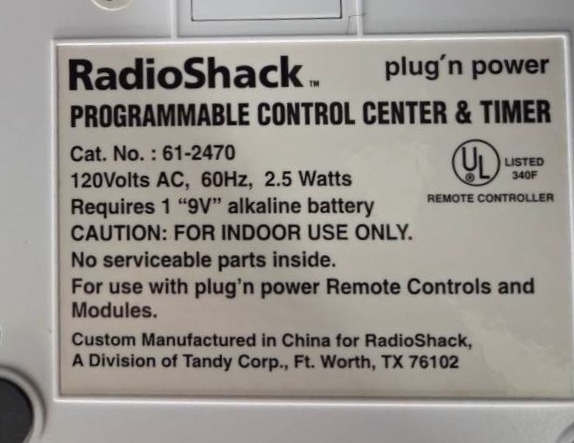 RadioShack™ plug'n power
PROGRAMMABLE CONTROL CENTER & TIMER
Cat. No. : 61-2470
120Volts AC, 60Hz, 2.5 Watts
Requires 1 “9V” alkaline battery
CAUTION: FOR INDOOR USE ONLY.
No serviceable parts inside.
For use with plug'n power Remote Controls and
Modules.
UL® LISTED
340F
REMOTE CONTROLLER
Custom Manufactured in China for RadioShack,
A Division of Tandy Corp., Ft. Worth, TX 76102